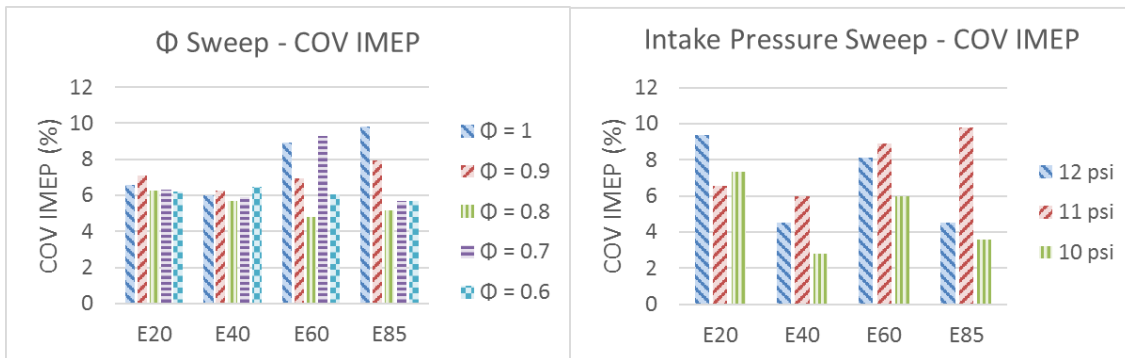 Φ Sweep - COV IMEP
COV IMEP (%)
12
10
8
6
4
2
0
E20 E40 E60 E85
Φ = 1
Φ = 0.9
Φ = 0.8
Φ = 0.7
Φ = 0.6
Intake Pressure Sweep - COV IMEP
COV IMEP (%)
12
10
8
6
4
2
0
E20 E40 E60 E85
12 psi
11 psi
10 psi